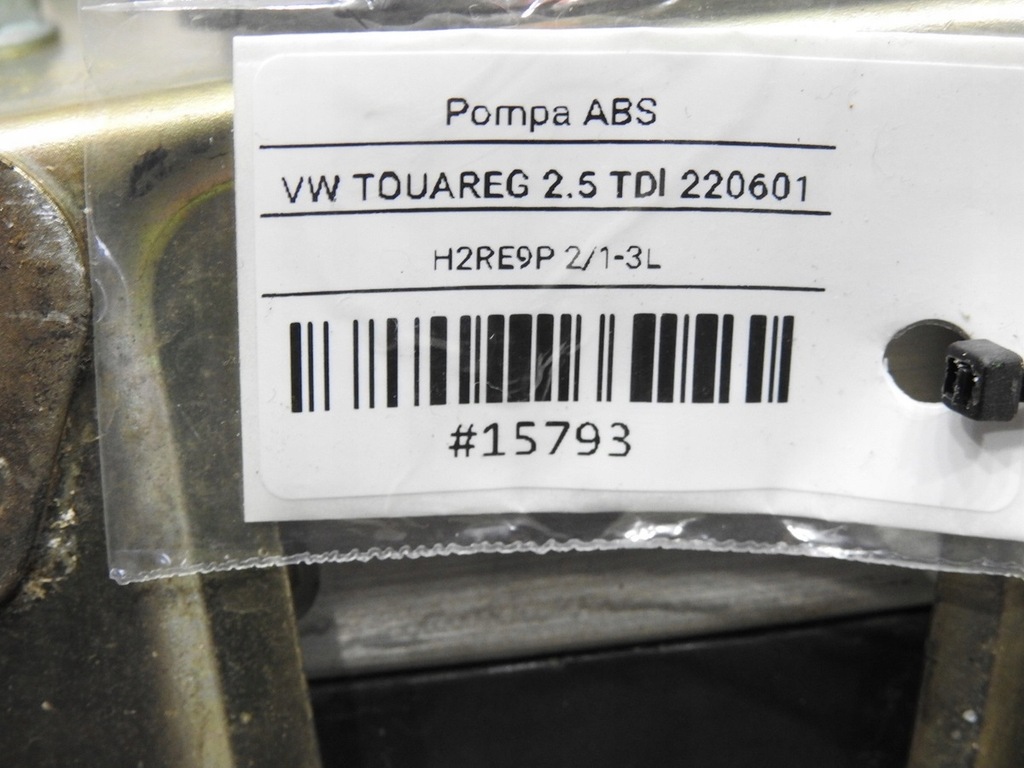 Pompa ABS
VW TOUAREG 2.5 TDI 220601
H2RE9P 2/1-3L
#15793